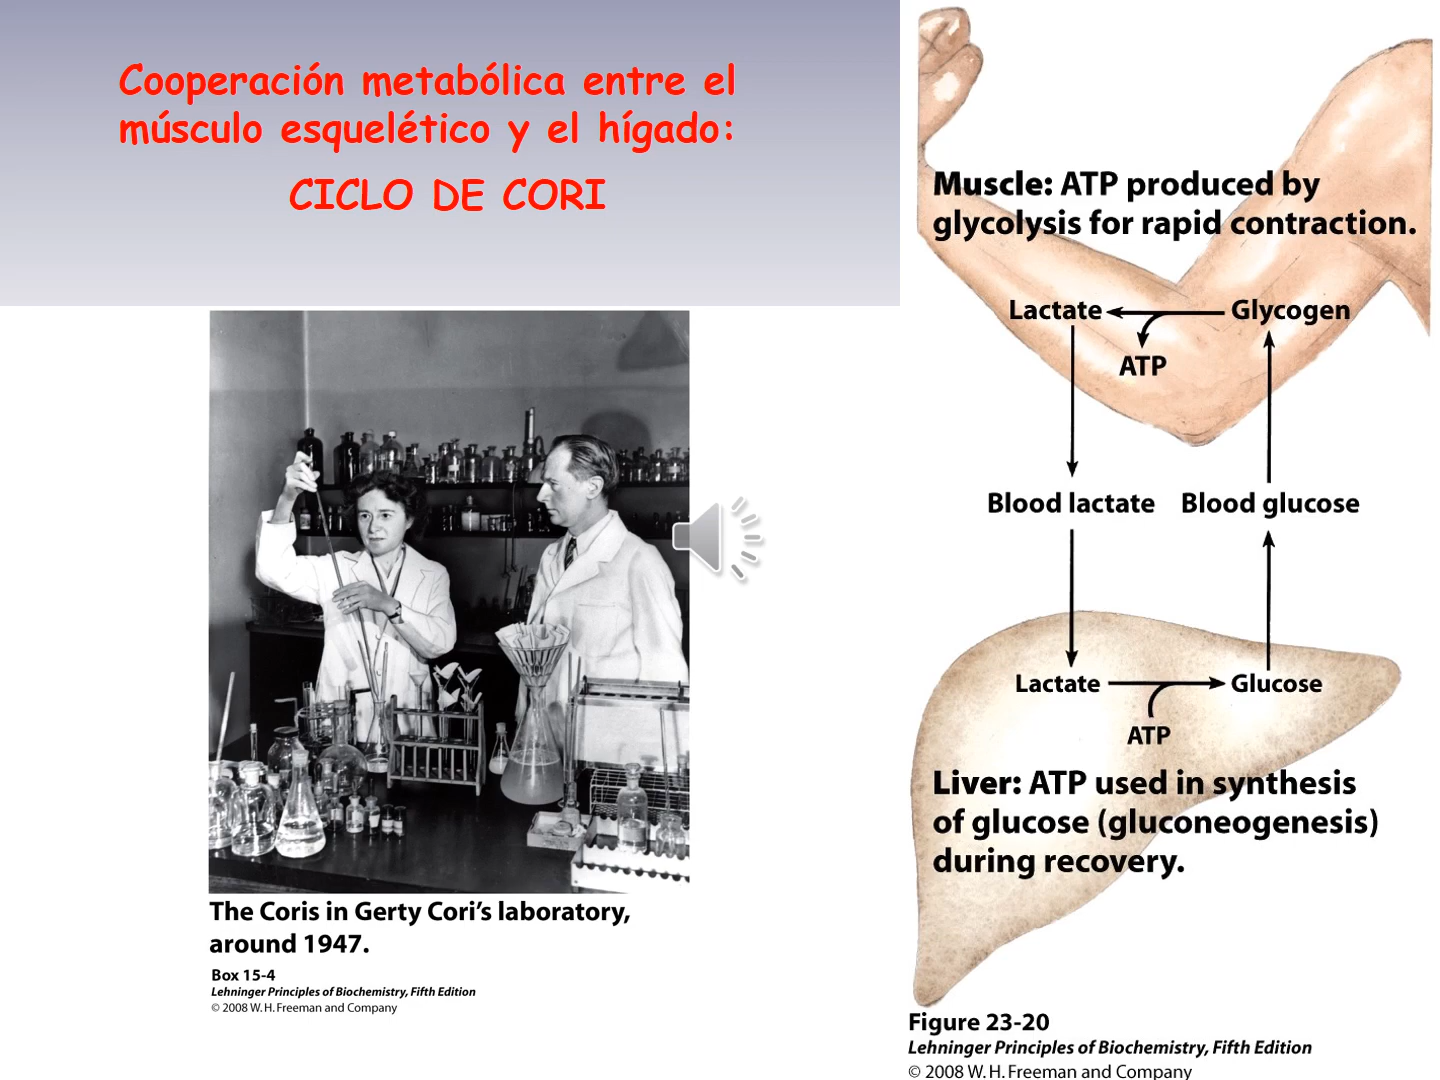 Cooperación metabólica entre el
músculo esquelético y el hígado:
CICLO DE CORI
The Coris in Gerty Cori’s laboratory,
around 1947.
Box 15-4
Lehninger Principles of Biochemistry, Fifth Edition
© 2008 W. H. Freeman and Company
Muscle: ATP produced by
glycolysis for rapid contraction.
Lactate
Glycogen
ATP
Blood lactate
Blood glucose
Lactate
Glucose
ATP
Liver: ATP used in synthesis
of glucose (gluconeogenesis)
during recovery.
Figure 23-20
Lehninger Principles of Biochemistry, Fifth Edition
© 2008 W. H. Freeman and Company